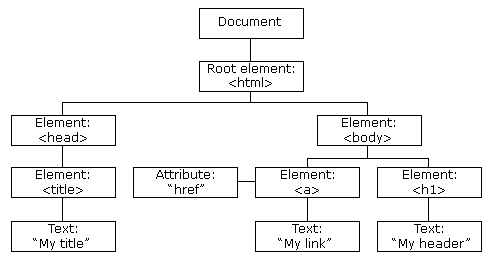 Document
Root element:
<html>
Element:
<head>
Element:
<body>
Element:
<title>
Attribute:
“href”
Element:
<a>
Element:
<h1>
Text:
“My title”
Text:
“My link”
Text:
“My header”